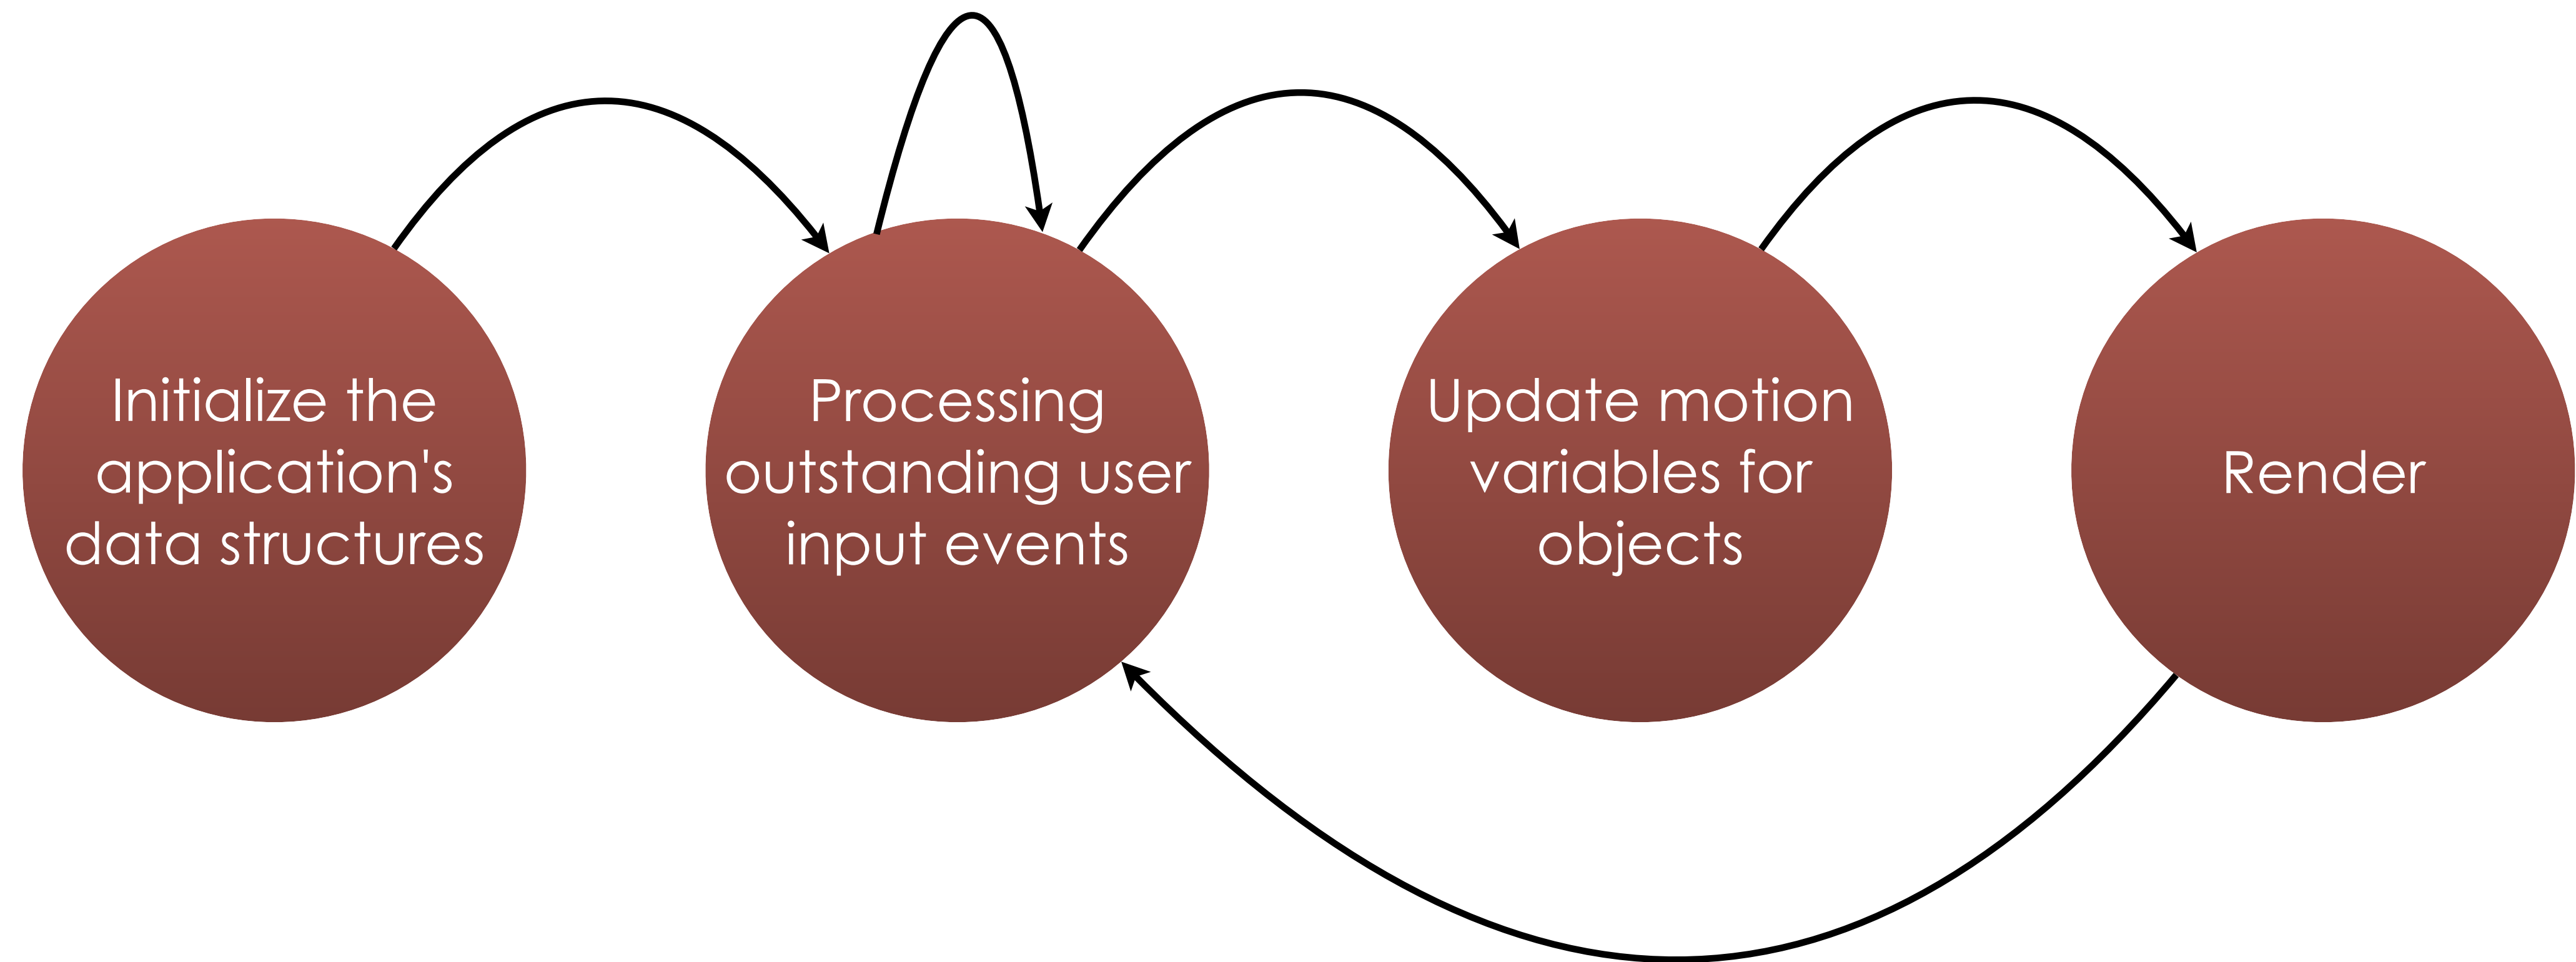 Initialize the
application's
data structures
Processing
outstanding user
input events
Update motion
variables for
objects
Render